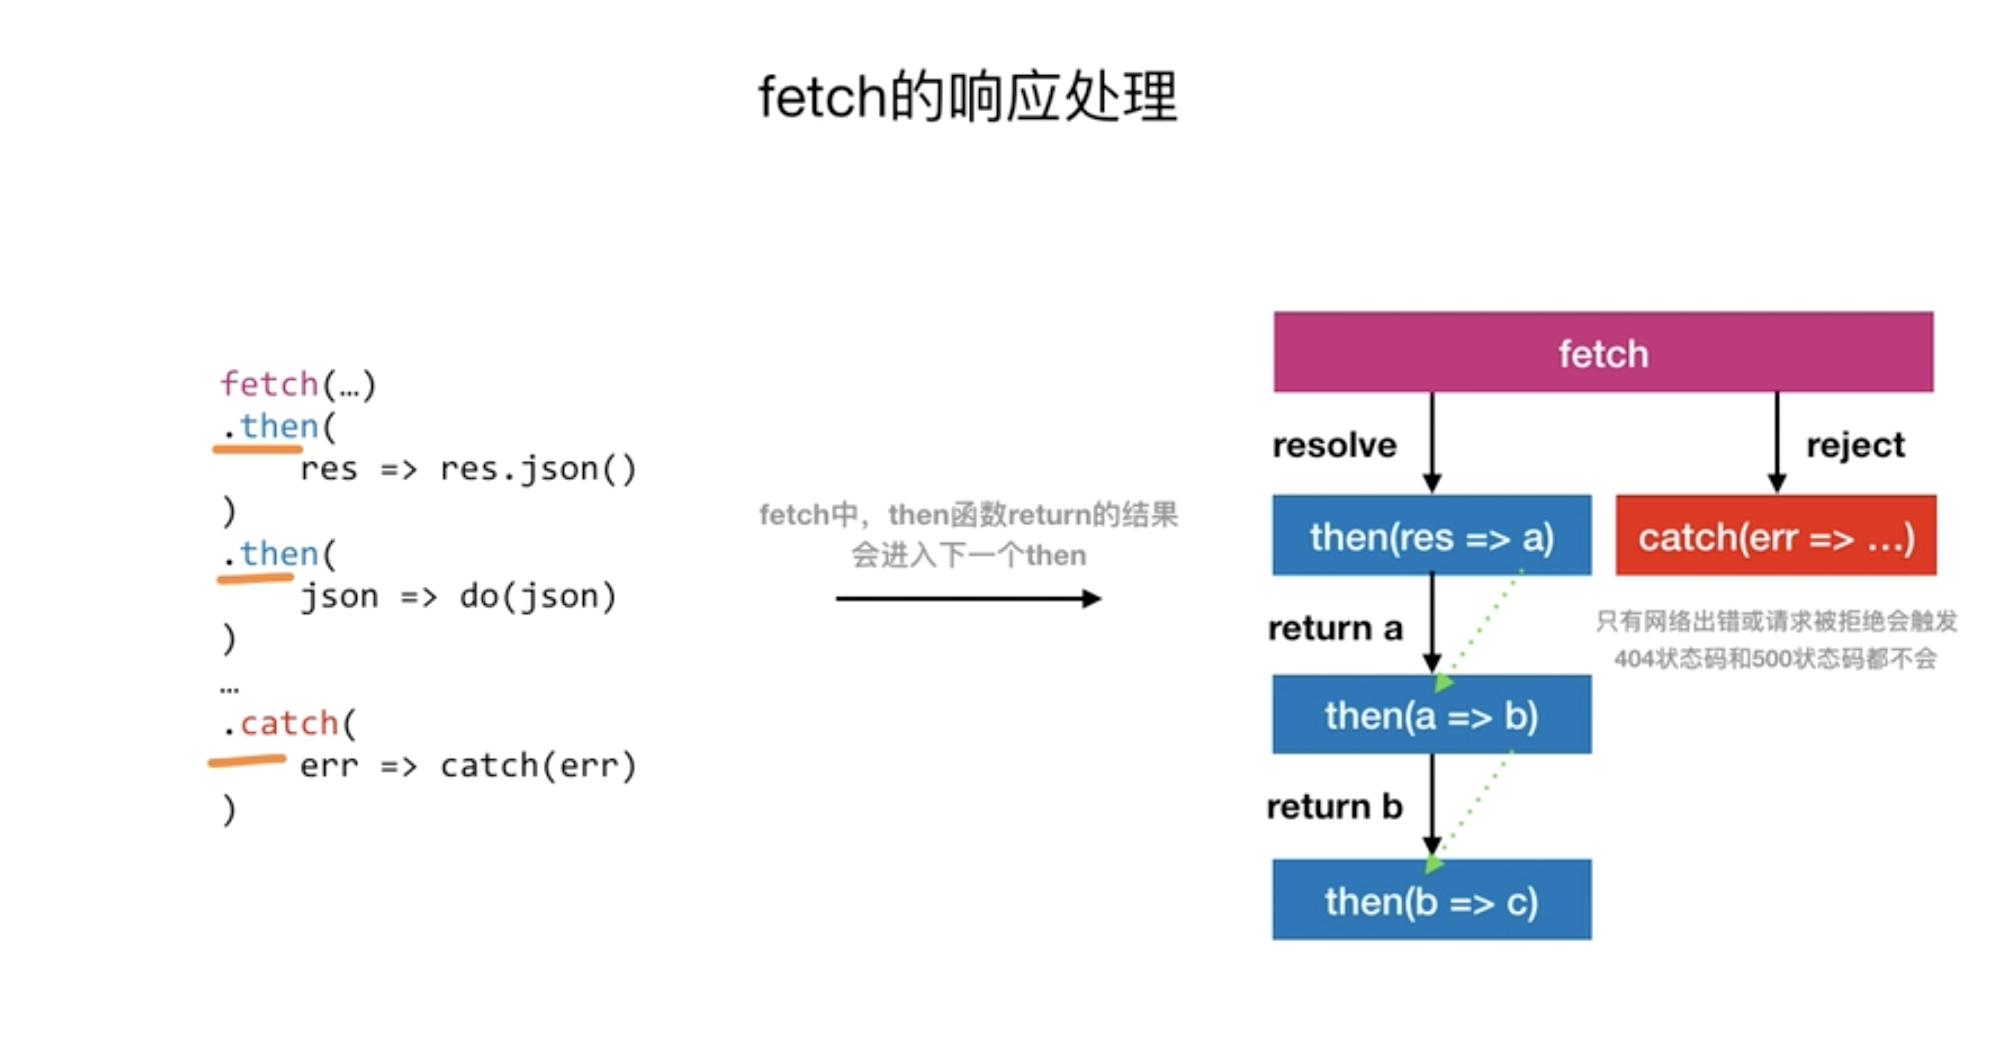 fetch的响应处理
fetch(…)
.then(
res => res.json()
)
.then(
json => do(json)
)
…
.catch(
err => catch(err)
)
fetch中，then函数return的结果
会进入下一个then
fetch
resolve
reject
then(res => a)
catch(err => …)
return a
只有网络出错或请求被拒绝会触发
404状态码和500状态码都不会
then(a => b)
return b
then(b => c)